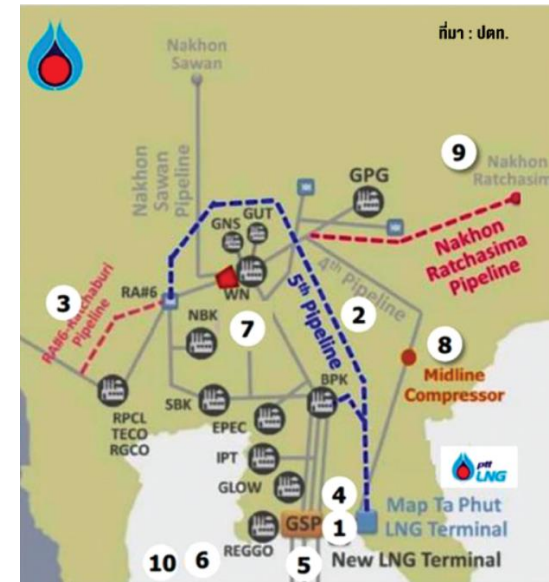 ที่มา : ปตท.
Nakhon
Sawan
9
Nakhon
Ratchasima
GPG
Nakhon
Sawan
Pipeline
GUT
GNS
Nakhon
Ratchasima
Pipeline
4th Pipeline
5th Pipeline
3
RA#6-Ratchaburi
Pipeline
RA#6
WN
2
NBK
7
8
Midline
Compressor
BPK
SBK
EPEC
RPCL
TECO
RGCO
IPT
ptt
LNG
GLOW
4
Map Ta Phut
LNG Terminal
GSP
1
REGGO
New LNG Terminal
10
6
5